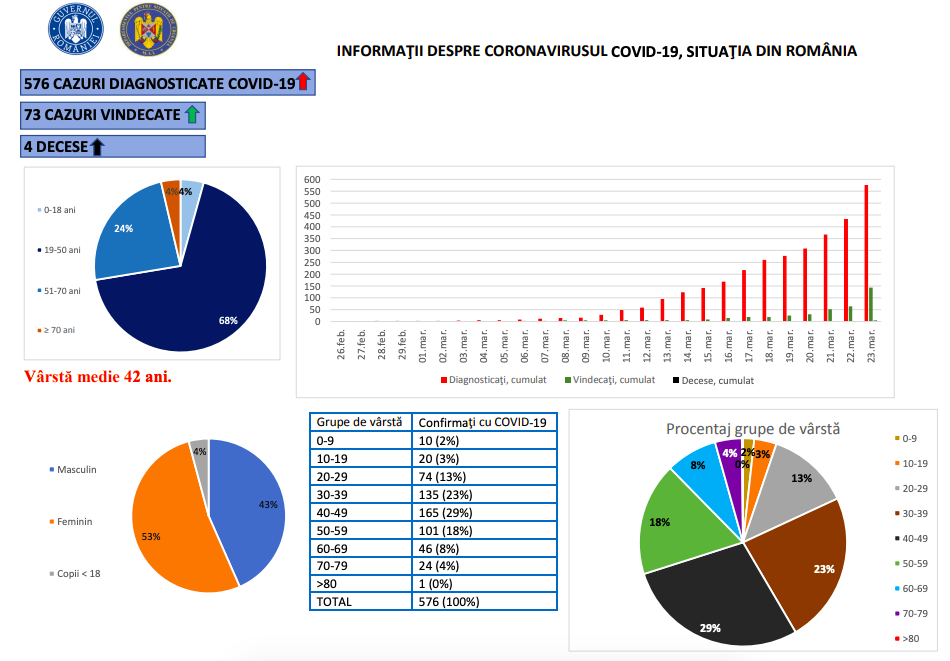 GUVERNUL ROMÂNIEI
INFORMAȚII DESPRE CORONAVIRUSUL COVID-19, SITUAȚIA DIN ROMÂNIA
576 CAZURI DIAGNOSTICATE COVID-19
73 CAZURI VINDECATE
4 DECESE
0-18 ani
19-50 ani
51-70 ani
≥ 70 ani
4%
4%
24%
68%
Vârstă medie 42 ani.
600
550
500
450
400
350
300
250
200
150
100
50
0
26.feb.
27.feb.
28.feb.
29.feb.
01.mar.
02.mar.
03.mar.
04.mar.
05.mar.
06.mar.
07.mar.
08.mar.
09.mar.
10.mar.
11.mar.
12.mar.
13.mar.
14.mar.
15.mar.
16.mar.
17.mar.
18.mar.
19.mar.
20.mar.
21.mar.
22.mar.
23.mar.
Diagnosticați, cumulat Vindecați, cumulat Decese, cumulat
Masculin
Feminin
Copii < 18
4%
43%
53%
Grupe de vârstă Confirmați cu COVID-19
0-9 10 (2%)
10-19 20 (3%)
20-29 74 (13%)
30-39 135 (23%)
40-49 165 (29%)
50-59 101 (18%)
60-69 46 (8%)
70-79 24 (4%)
>80 1 (0%)
TOTAL 576 (100%)
Procentaj grupe de vârstă
4%
2%
0%
3%
8%
13%
18%
23%
29%
0-9
10-19
20-29
30-39
40-49
50-59
60-69
70-79
>80